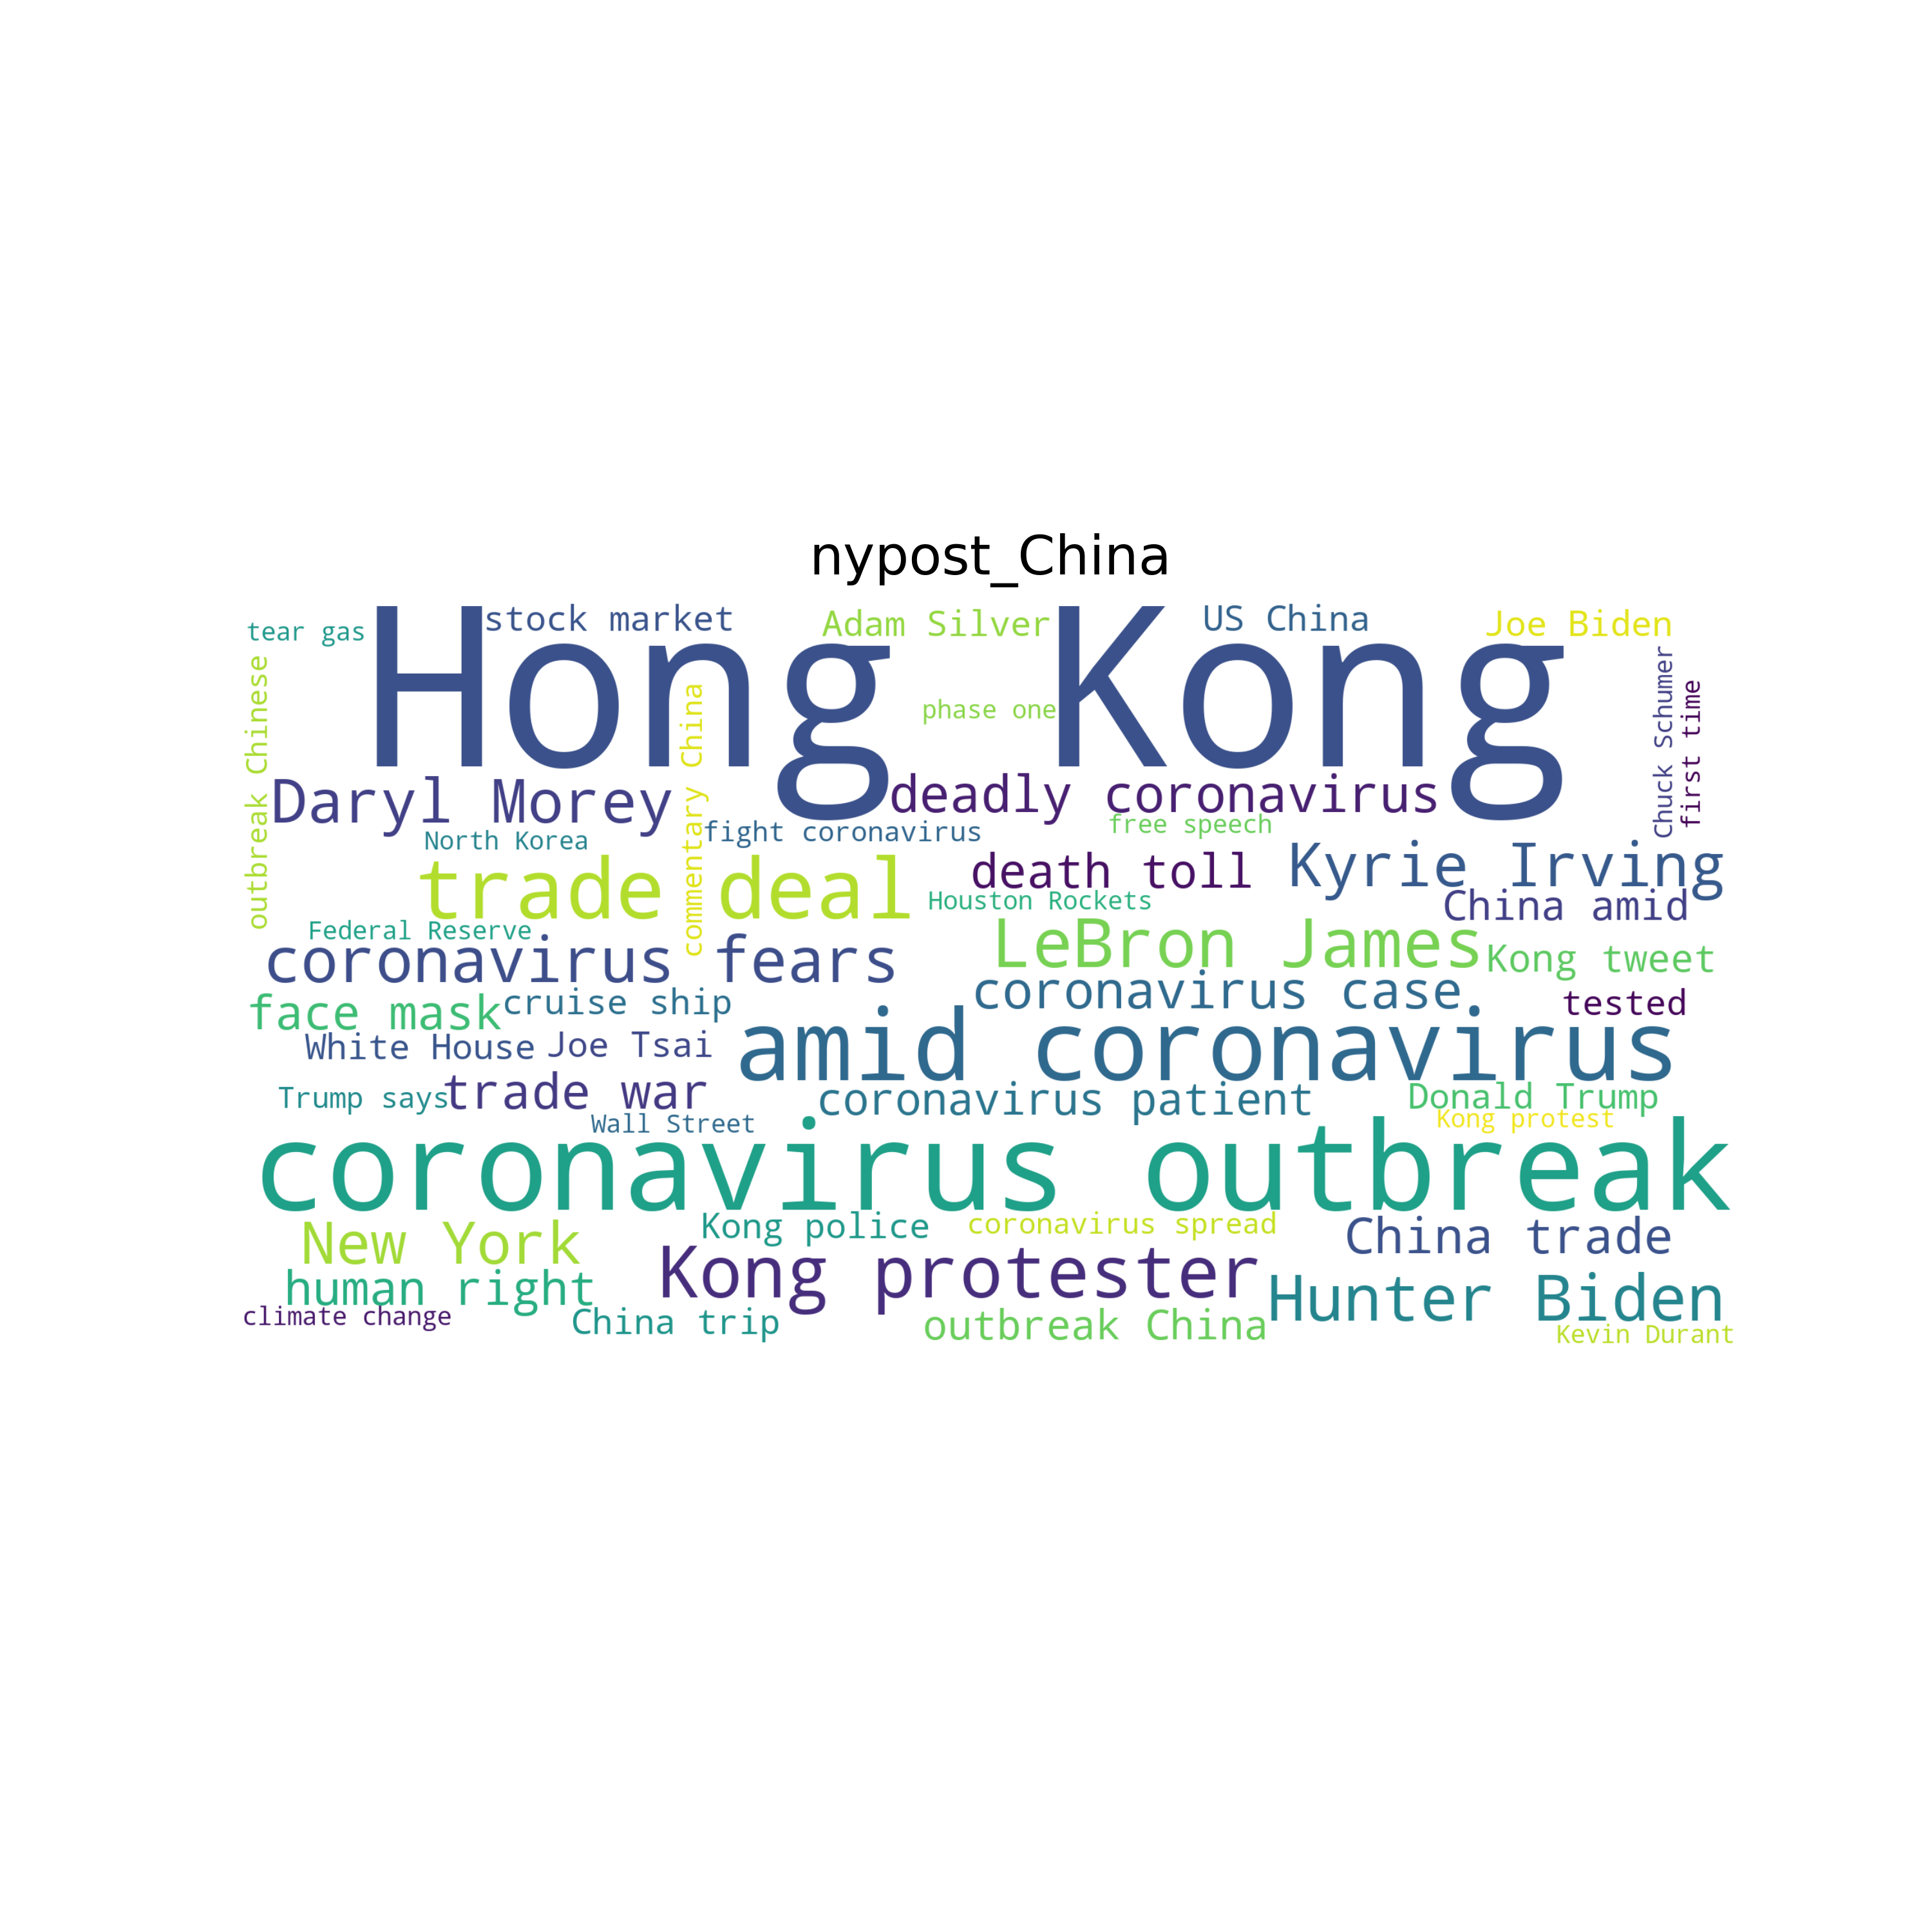 nypost_China
Hong Kong
stock market
Adam Silver
US China
Joe Biden
tear gas
outbreak Chinese
commentary China
phase one
Chuck Schumer
first time
Daryl Morey
deadly coronavirus
North Korea
fight coronavirus
free speech
trade deal
death toll
Kyrie Irving
Houston Rockets
China amid
Federal Reserve
coronavirus fears
LeBron James
Kong tweet
face mask
cruise ship
coronavirus case
tested
White House
Joe Tsai
amid coronavirus
Trump says
trade war
coronavirus patient
Donald Trump
Wall Street
Kong protest
coronavirus outbreak
New York
Kong police
coronavirus spread
China trade
human right
Kong protester
Hunter Biden
climate change
China trip
outbreak China
Kevin Durant